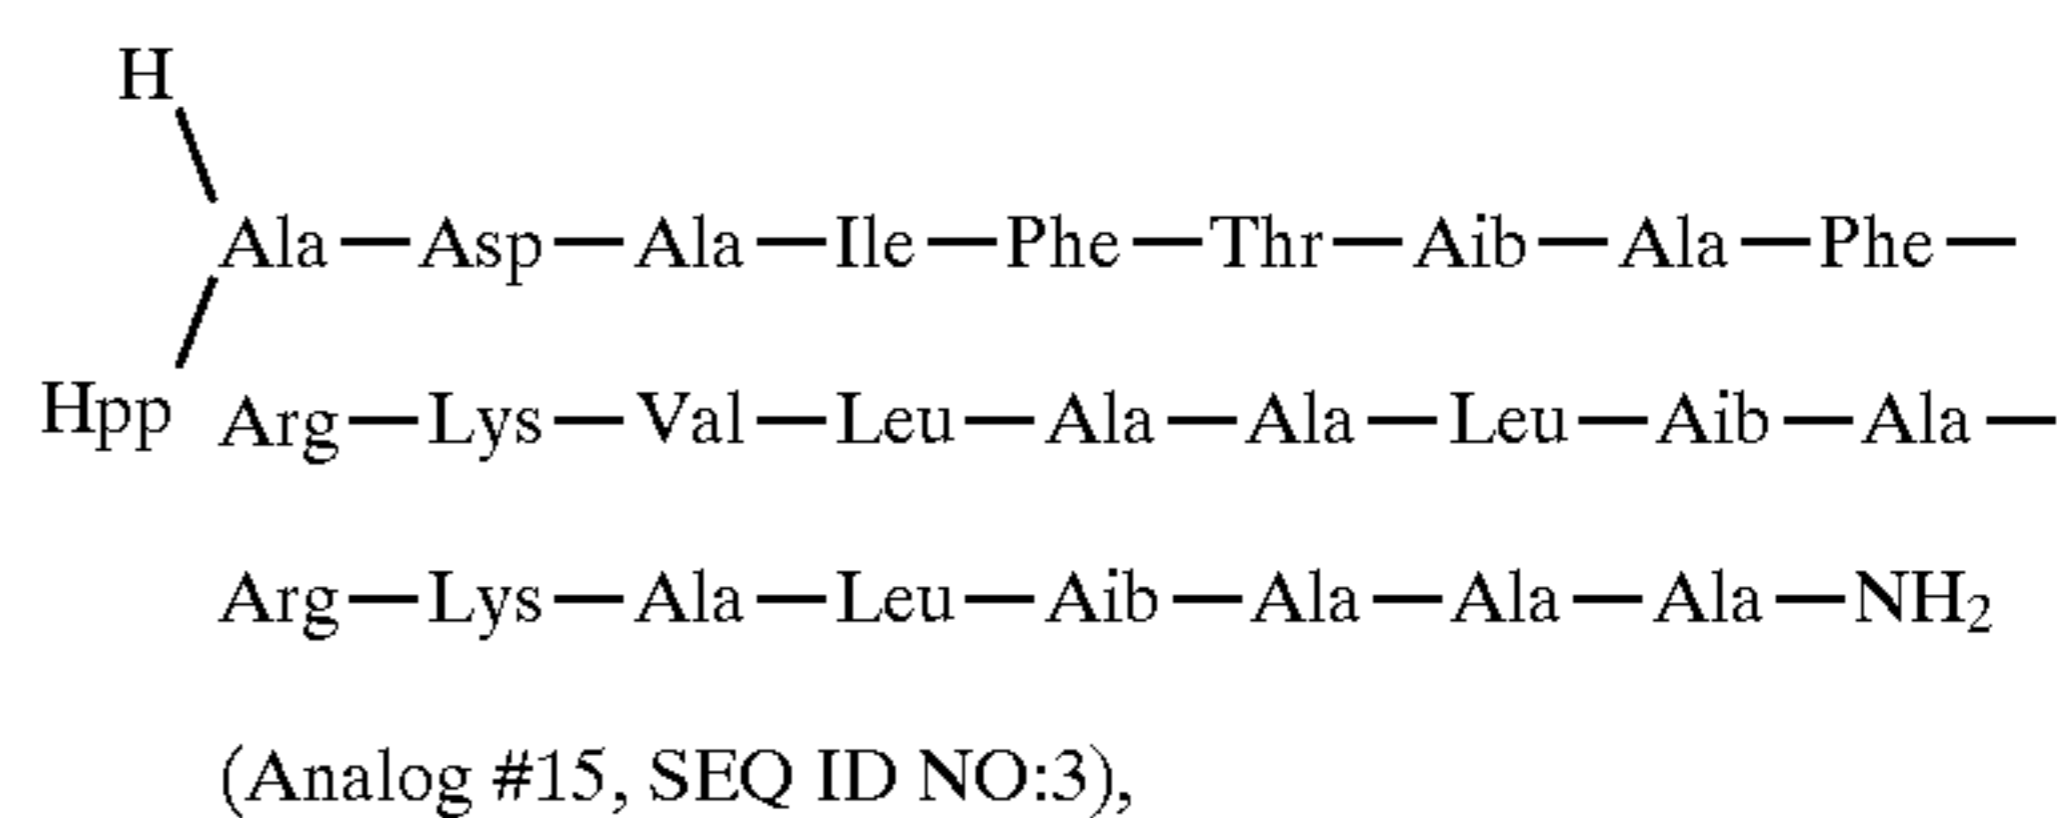 H
Ala—Asp—Ala—Ile—Phe—Thr—Aib—Ala—Phe—
Hpp Arg—Lys—Val—Leu—Ala—Ala—Leu—Aib—Ala—
Arg—Lys—Ala—Leu—Aib—Ala—Ala—Ala—NH₂
(Analog #15, SEQ ID NO:3),